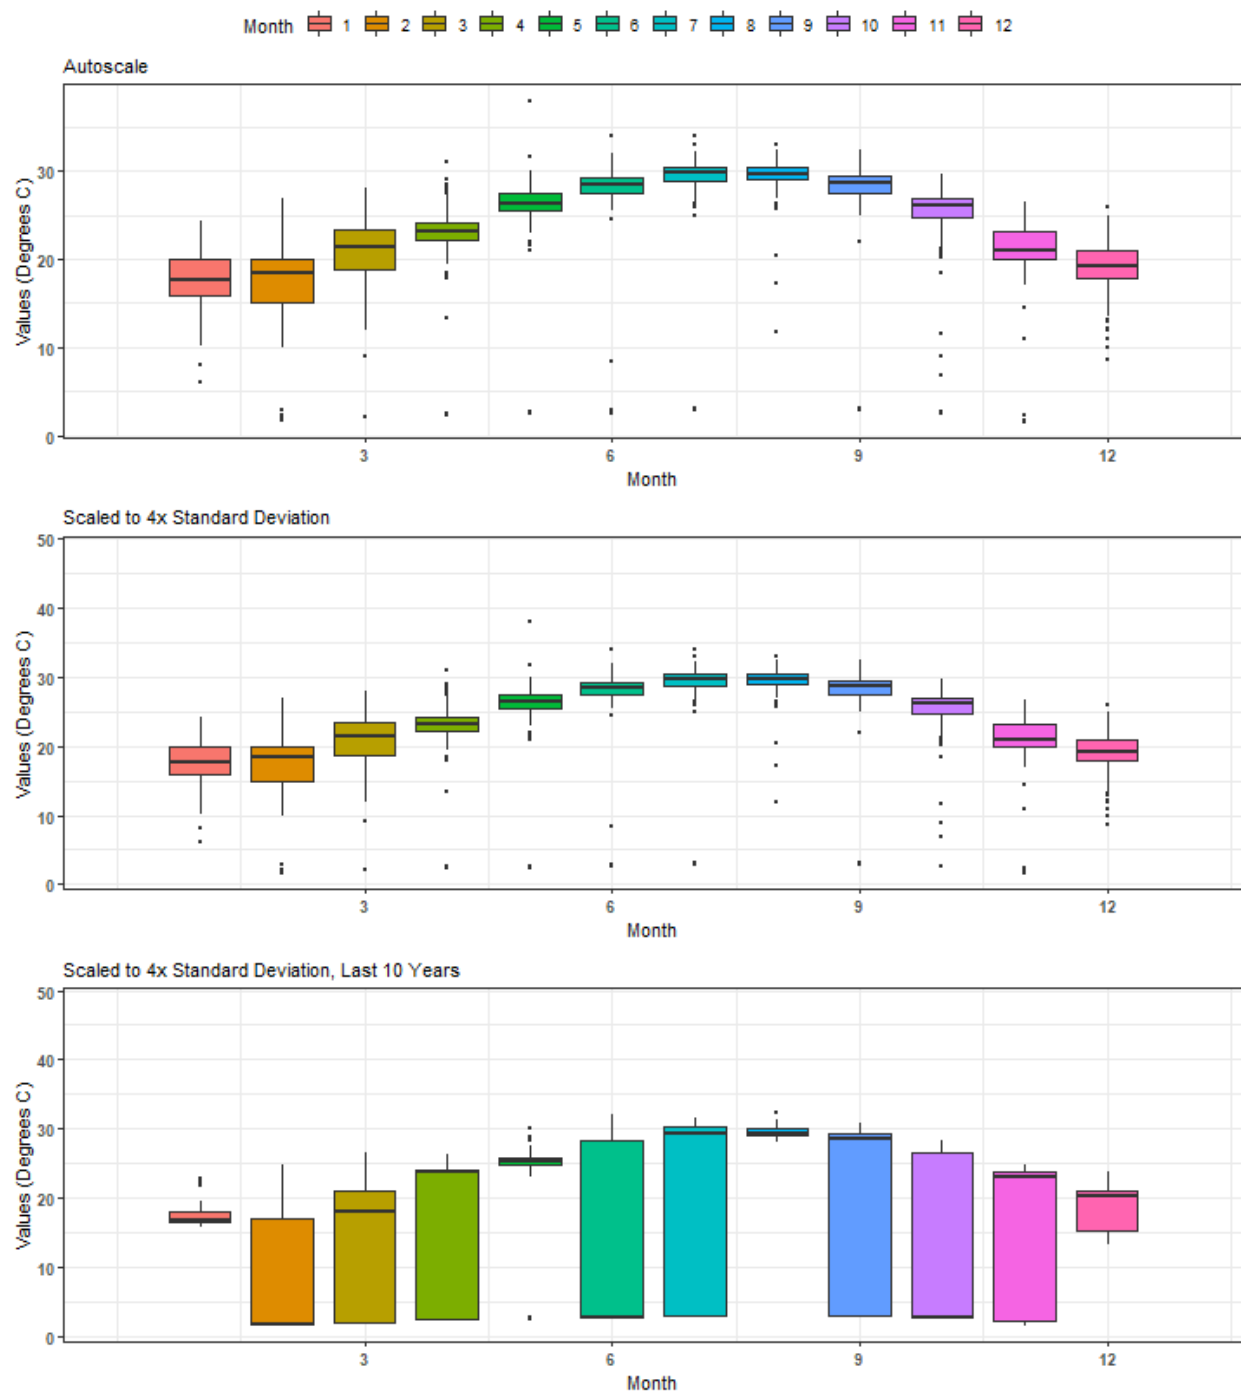 Month 1 2 3 4 5 6 7 8 9 10 11 12
Autoscale
Values (Degrees C)
30
20
10
0
3 6 9 12
Month
Scaled to 4x Standard Deviation
Values (Degrees C)
50
40
30
20
10
0
3 6 9 12
Month
Scaled to 4x Standard Deviation, Last 10 Years
Values (Degrees C)
50
40
30
20
10
0
3 6 9 12
Month